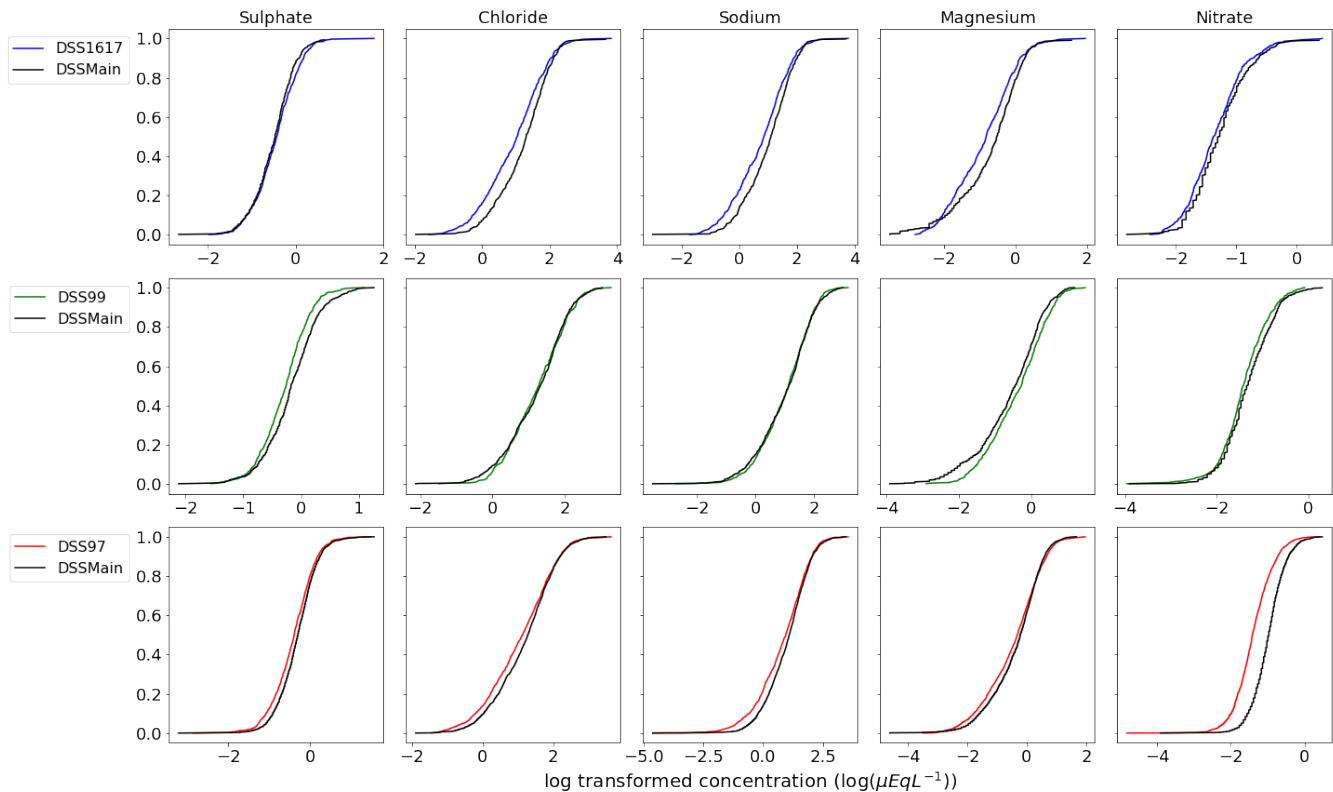 Sulphate Chloride Sodium Magnesium Nitrate
DSS1617
DSSMain
1.0
0.8
0.6
0.4
0.2
0.0
−2 0 2 −2 0 2 4 −2 0 2 4 −4 −2 0 2 −2 −1 0
DSS99
DSSMain
1.0
0.8
0.6
0.4
0.2
0.0
−2 −1 0 1 −2 0 2 −2 0 2 −4 −2 0 −4 −2 0
DSS97
DSSMain
1.0
0.8
0.6
0.4
0.2
0.0
−2 0 −2 0 2 −5.0 −2.5 0.0 2.5 −4 −2 0 2 −4 −2 0
log transformed concentration (log(μEqL⁻¹))